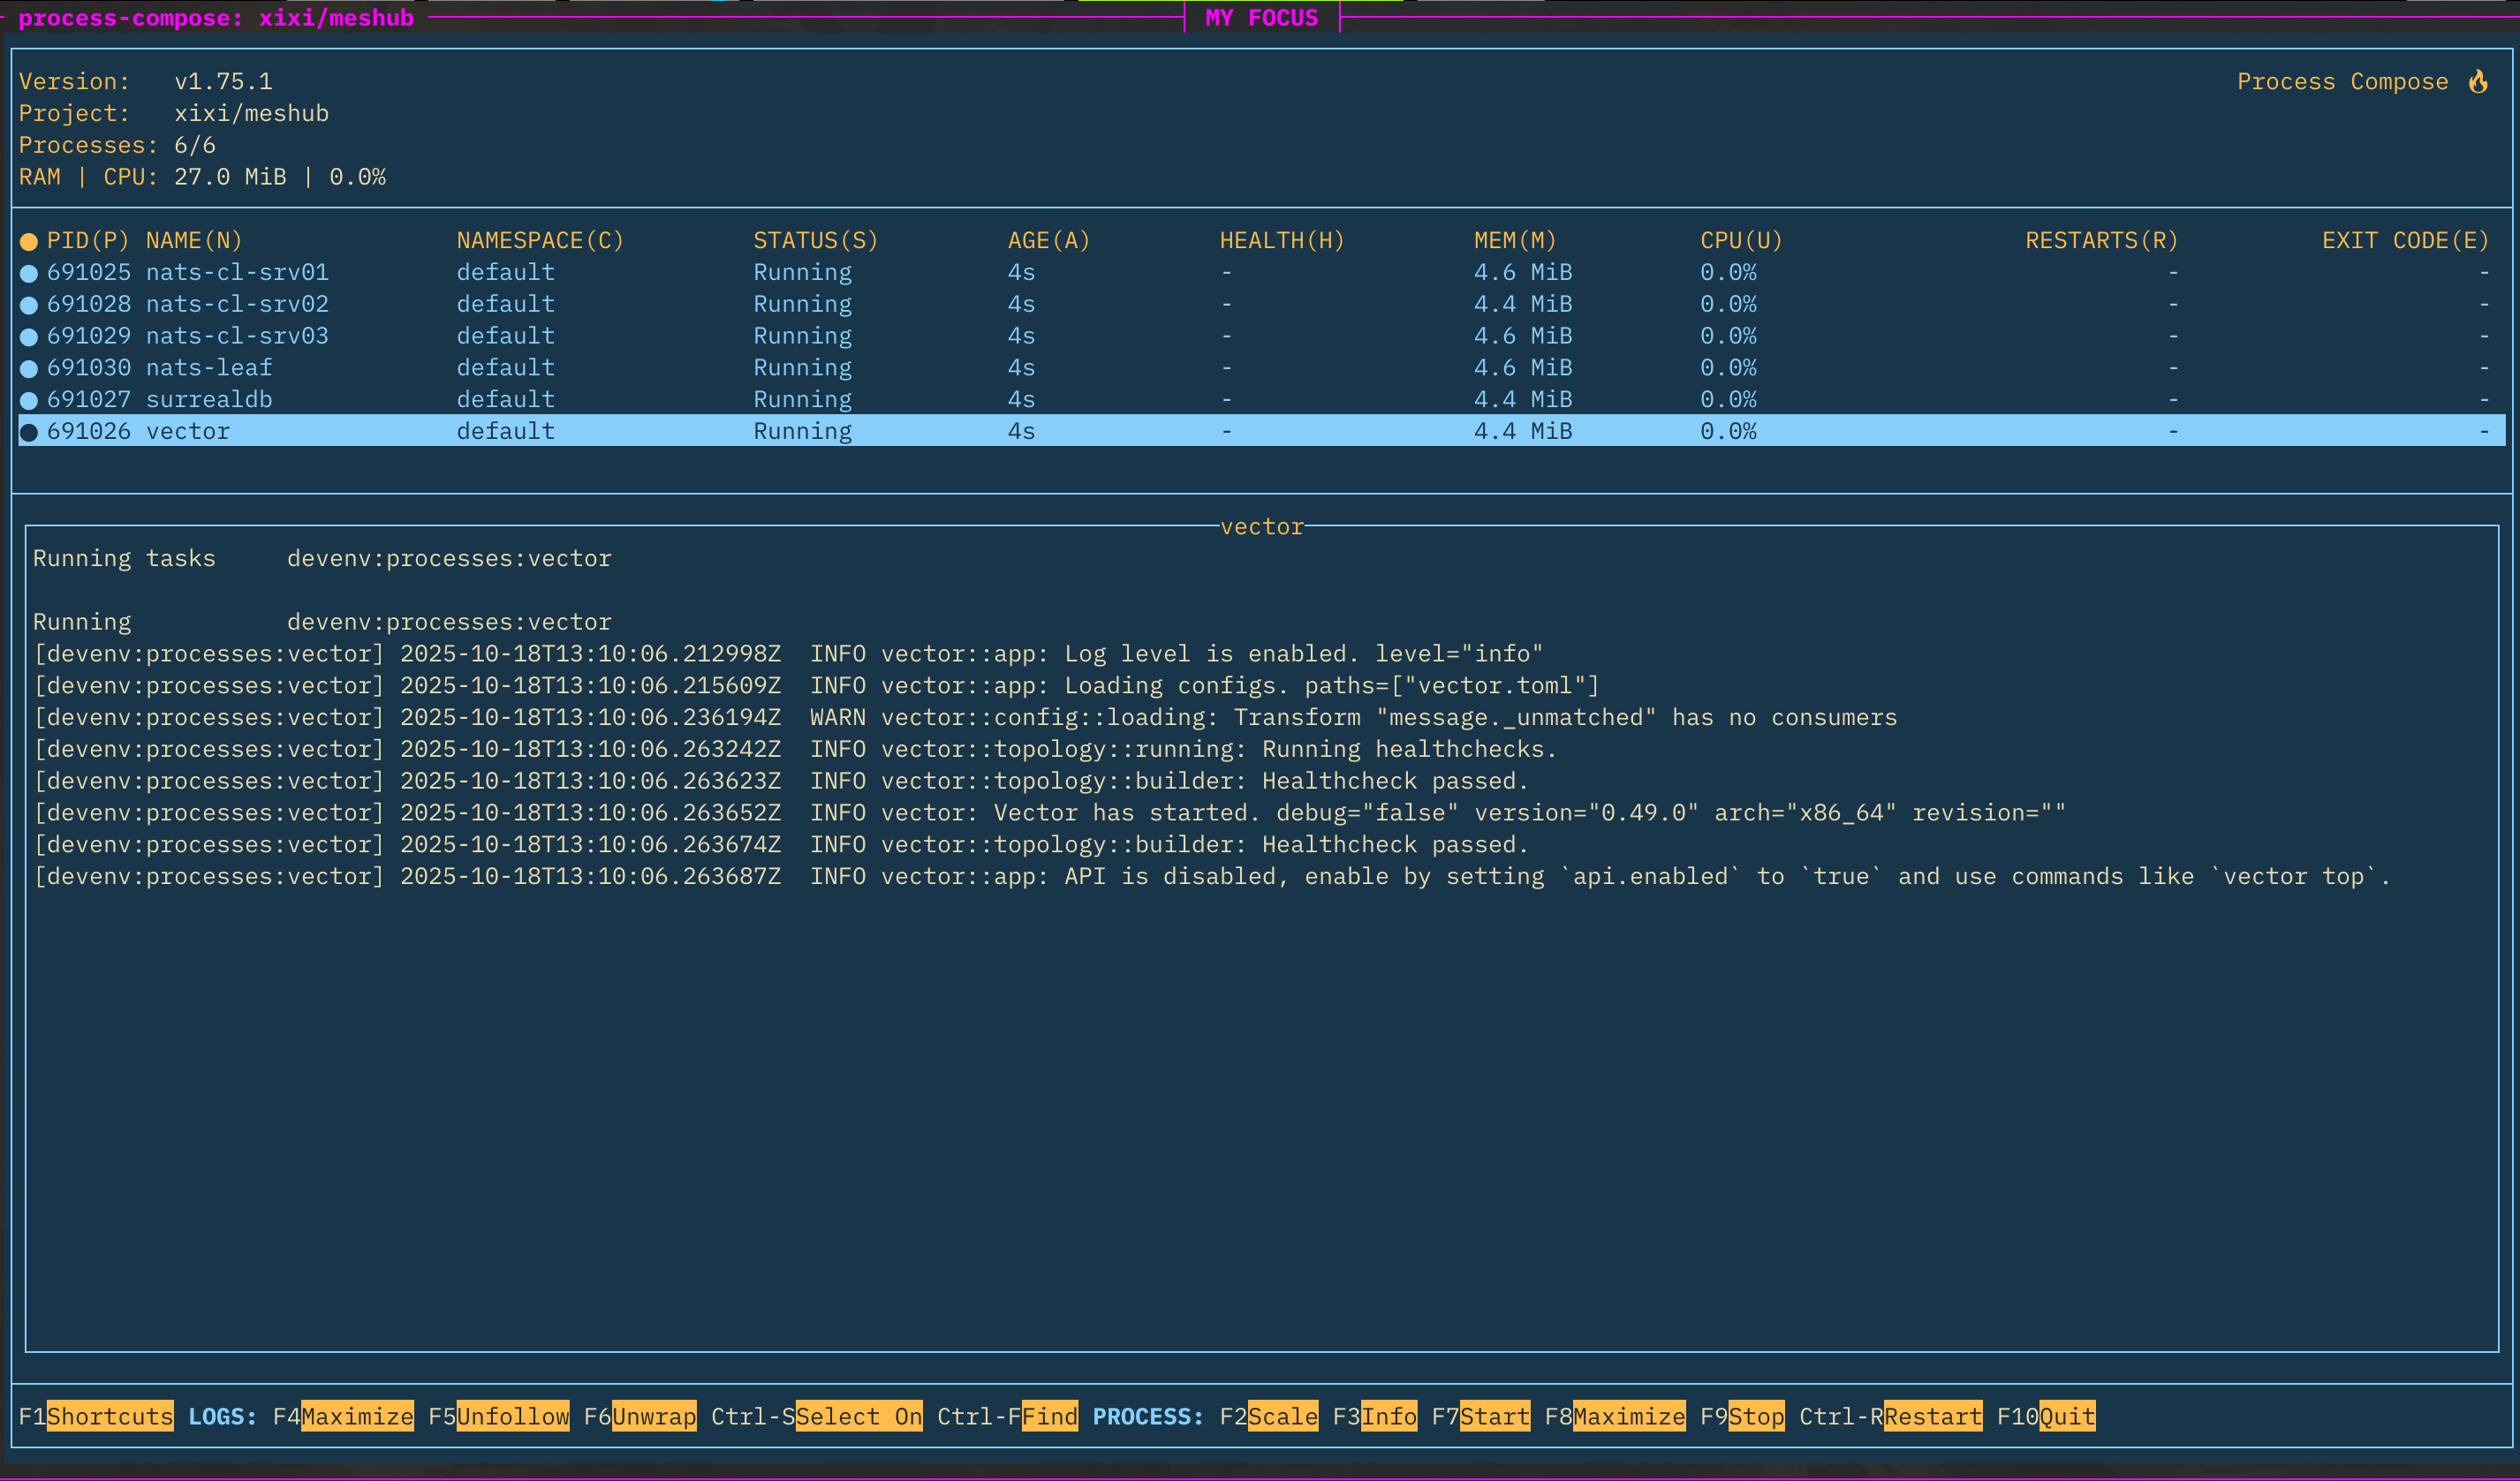 process-compose: xixi/meshub MY FOCUS
Version: v1.75.1 Process Compose 🔥
Project: xixi/meshub
Processes: 6/6
RAM | CPU: 27.0 MiB | 0.0%
● PID(P) NAME(N) NAMESPACE(C) STATUS(S) AGE(A) HEALTH(H) MEM(M) CPU(U) RESTARTS(R) EXIT CODE(E)
● 691025 nats-cl-srv01 default Running 4s - 4.6 MiB 0.0% - -
● 691028 nats-cl-srv02 default Running 4s - 4.4 MiB 0.0% - -
● 691029 nats-cl-srv03 default Running 4s - 4.6 MiB 0.0% - -
● 691030 nats-leaf default Running 4s - 4.6 MiB 0.0% - -
● 691027 surrealdb default Running 4s - 4.4 MiB 0.0% - -
● 691026 vector default Running 4s - 4.4 MiB 0.0% - -
vector
Running tasks devenv:processes:vector
Running devenv:processes:vector
[devenv:processes:vector] 2025-10-18T13:10:06.212998Z INFO vector::app: Log level is enabled. level="info"
[devenv:processes:vector] 2025-10-18T13:10:06.215609Z INFO vector::app: Loading configs. paths=["vector.toml"]
[devenv:processes:vector] 2025-10-18T13:10:06.236194Z WARN vector::config::loading: Transform "message._unmatched" has no consumers
[devenv:processes:vector] 2025-10-18T13:10:06.263242Z INFO vector::topology::running: Running healthchecks.
[devenv:processes:vector] 2025-10-18T13:10:06.263623Z INFO vector::topology::builder: Healthcheck passed.
[devenv:processes:vector] 2025-10-18T13:10:06.263652Z INFO vector: Vector has started. debug="false" version="0.49.0" arch="x86_64" revision=""
[devenv:processes:vector] 2025-10-18T13:10:06.263674Z INFO vector::topology::builder: Healthcheck passed.
[devenv:processes:vector] 2025-10-18T13:10:06.263687Z INFO vector::app: API is disabled, enable by setting `api.enabled` to `true` and use commands like `vector top`.
F1Shortcuts LOGS: F4Maximize F5Unfollow F6Unwrap Ctrl-SSelect On Ctrl-FFind PROCESS: F2Scale F3Info F7Start F8Maximize F9Stop Ctrl-RRestart F10Quit